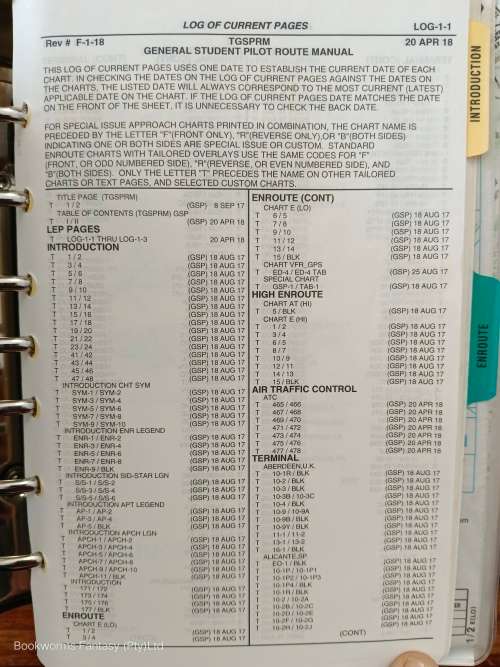 LOG OF CURRENT PAGES
LOG-1-1
Rev # F-1-18
TGSPRM
20 APR 18
GENERAL STUDENT PILOT ROUTE MANUAL
THIS LOG OF CURRENT PAGES USES ONE DATE TO ESTABLISH THE CURRENT DATE OF EACH
CHART. IN CHECKING THE DATES ON THE LOG OF CURRENT PAGES AGAINST THE DATES ON
THE CHARTS, THE LISTED DATE WILL ALWAYS CORRESPOND TO THE MOST CURRENT (LATEST)
APPLICABLE DATE ON THE CHART. IF THE LOG OF CURRENT PAGES DATE MATCHES THE DATE
ON THE FRONT OF THE SHEET, IT IS UNNECESSARY TO CHECK THE BACK DATE.
FOR SPECIAL ISSUE APPROACH CHARTS PRINTED IN COMBINATION, THE CHART NAME IS
PRECEDED BY THE LETTER "F"(FRONT ONLY), "R"(REVERSE ONLY), OR "B"(BOTH SIDES)
INDICATING ONE OR BOTH SIDES ARE SPECIAL ISSUE OR CUSTOM. STANDARD
ENROUTE CHARTS WITH TAILORED OVERLAYS USE THE SAME CODES FOR "F"
(FRONT, OR ODD NUMBERED SIDE), "R"(REVERSE, OR EVEN NUMBERED SIDE), AND
"B"(BOTH SIDES). ONLY THE LETTER "T" PRECEDES THE NAME ON OTHER TAILORED
CHARTS OR TEXT PAGES, AND SELECTED CUSTOM CHARTS.
TITLE PAGE (TGSPRM)
T 1 / 2 (GSP) 8 SEP 17
TABLE OF CONTENTS (TGSPRM) GSP
T I / II (GSP) 20 APR 18
LEP PAGES
T LOG-1-1 THRU LOG-1-3 20 APR 18
INTRODUCTION
T 1 / 2 (GSP) 18 AUG 17
T 3 / 4 (GSP) 18 AUG 17
T 5 / 6 (GSP) 18 AUG 17
T 7 / 8 (GSP) 18 AUG 17
T 9 / 10 (GSP) 18 AUG 17
T 11 / 12 (GSP) 18 AUG 17
T 13 / 14 (GSP) 18 AUG 17
T 15 / 16 (GSP) 18 AUG 17
T 17 / 18 (GSP) 18 AUG 17
T 19 / 20 (GSP) 18 AUG 17
T 21 / 22 (GSP) 18 AUG 17
T 23 / 24 (GSP) 18 AUG 17
T 41 / 42 (GSP) 18 AUG 17
T 43 / 44 (GSP) 18 AUG 17
T 45 / 46 (GSP) 18 AUG 17
T 47 / 48 (GSP) 18 AUG 17
INTRODUCTION CHT SYM
T SYM-1 / SYM-2 (GSP) 18 AUG 17
T SYM-3 / SYM-4 (GSP) 18 AUG 17
T SYM-5 / SYM-6 (GSP) 18 AUG 17
T SYM-7 / SYM-8 (GSP) 18 AUG 17
T SYM-9 / SYM-10 (GSP) 18 AUG 17
INTRODUCTION ENR LEGEND
T ENR-1 / ENR-2 (GSP) 18 AUG 17
T ENR-3 / ENR-4 (GSP) 18 AUG 17
T ENR-5 / ENR-6 (GSP) 18 AUG 17
T ENR-7 / ENR-8 (GSP) 18 AUG 17
T ENR-9 / BLK (GSP) 18 AUG 17
INTRODUCTION SID-STAR LGN
T S/S-1 / S/S-2 (GSP) 18 AUG 17
T S/S-3 / S/S-4 (GSP) 18 AUG 17
T S/S-5 / S/S-6 (GSP) 18 AUG 17
INTRODUCTION APT LEGEND
T AP-1 / AP-2 (GSP) 18 AUG 17
T AP-3 / AP-4 (GSP) 18 AUG 17
T AP-5 / BLK (GSP) 18 AUG 17
INTRODUCTION APCH LGN
T APCH-1 / APCH-2 (GSP) 18 AUG 17
T APCH-3 / APCH-4 (GSP) 18 AUG 17
T APCH-5 / APCH-6 (GSP) 18 AUG 17
T APCH-7 / APCH-8 (GSP) 18 AUG 17
T APCH-9 / APCH-10 (GSP) 18 AUG 17
T APCH-11 / BLK (GSP) 18 AUG 17
INTRODUCTION
T 171 / 172 (GSP) 18 AUG 17
T 173 / 174 (GSP) 18 AUG 17
T 175 / 176 (GSP) 18 AUG 17
T 177 / BLK (GSP) 18 AUG 17
ENROUTE
CHART E (LO)
T 1 / 2 (GSP) 18 AUG 17
T 3 / 4 (GSP) 18 AUG 17
ENROUTE (CONT)
CHART E (LO)
T 6 / 5 (GSP) 18 AUG 17
T 7 / 8 (GSP) 18 AUG 17
T 9 / 10 (GSP) 18 AUG 17
T 11 / 12 (GSP) 18 AUG 17
T 13 / 14 (GSP) 18 AUG 17
T 15 / BLK (GSP) 18 AUG 17
CHART VFR_GPS
T ED-4 / ED-4 TAB (GSP) 25 AUG 17
SPECIAL CHART
T GSP-1 / TAB-1 (GSP) 18 AUG 17
HIGH ENROUTE
CHART AT (HI)
T 5 / BLK (GSP) 18 AUG 17
CHART E (HI)
T 1 / 2 (GSP) 18 AUG 17
T 3 / 4 (GSP) 18 AUG 17
T 6 / 5 (GSP) 18 AUG 17
T 8 / 7 (GSP) 18 AUG 17
T 10 / 9 (GSP) 18 AUG 17
T 12 / 11 (GSP) 18 AUG 17
T 14 / 13 (GSP) 18 AUG 17
T 15 / BLK (GSP) 18 AUG 17
AIR TRAFFIC CONTROL
ATC
T 465 / 466 (GSP) 20 APR 18
T 467 / 468 (GSP) 20 APR 18
T 469 / 470 (GSP) 20 APR 18
T 471 / 472 (GSP) 20 APR 18
T 473 / 474 (GSP) 20 APR 18
T 475 / 476 (GSP) 20 APR 18
T 477 / 478 (GSP) 20 APR 18
TERMINAL
ABERDEEN,U.K.
T 10-1R / BLK (GSP) 18 AUG 17
T 10-2 / BLK (GSP) 18 AUG 17
T 10-3 / BLK (GSP) 18 AUG 17
T 10-3B / 10-3C (GSP) 18 AUG 17
T 10-4 / BLK (GSP) 18 AUG 17
T 10-9 / 10-9A (GSP) 18 AUG 17
T 10-9B / BLK (GSP) 18 AUG 17
T 10-9Y / BLK (GSP) 18 AUG 17
T 11-1 / 11-2 (GSP) 18 AUG 17
T 13-1 / 13-2 (GSP) 18 AUG 17
T 16-1 / BLK (GSP) 18 AUG 17
ALICANTE,SP
T EO-1 / BLK (GSP) 18 AUG 17
T 10-1P / 10-1P1 (GSP) 18 AUG 17
T 10-1P2 / 10-1P3 (GSP) 18 AUG 17
T 10-1P4 / BLK (GSP) 18 AUG 17
T 10-1R / BLK (GSP) 18 AUG 17
T 10-2 / 10-2A (GSP) 18 AUG 17
T 10-2B / 10-2C (GSP) 18 AUG 17
T 10-2D / 10-2E (GSP) 18 AUG 17
T 10-2F / 10-2G (GSP) 18 AUG 17
T 10-2H / 10-2J (GSP) 18 AUG 17
(CONT)
INTRODUCTION
ENROUTE
Bookworms Fantasy (Pty)Ltd